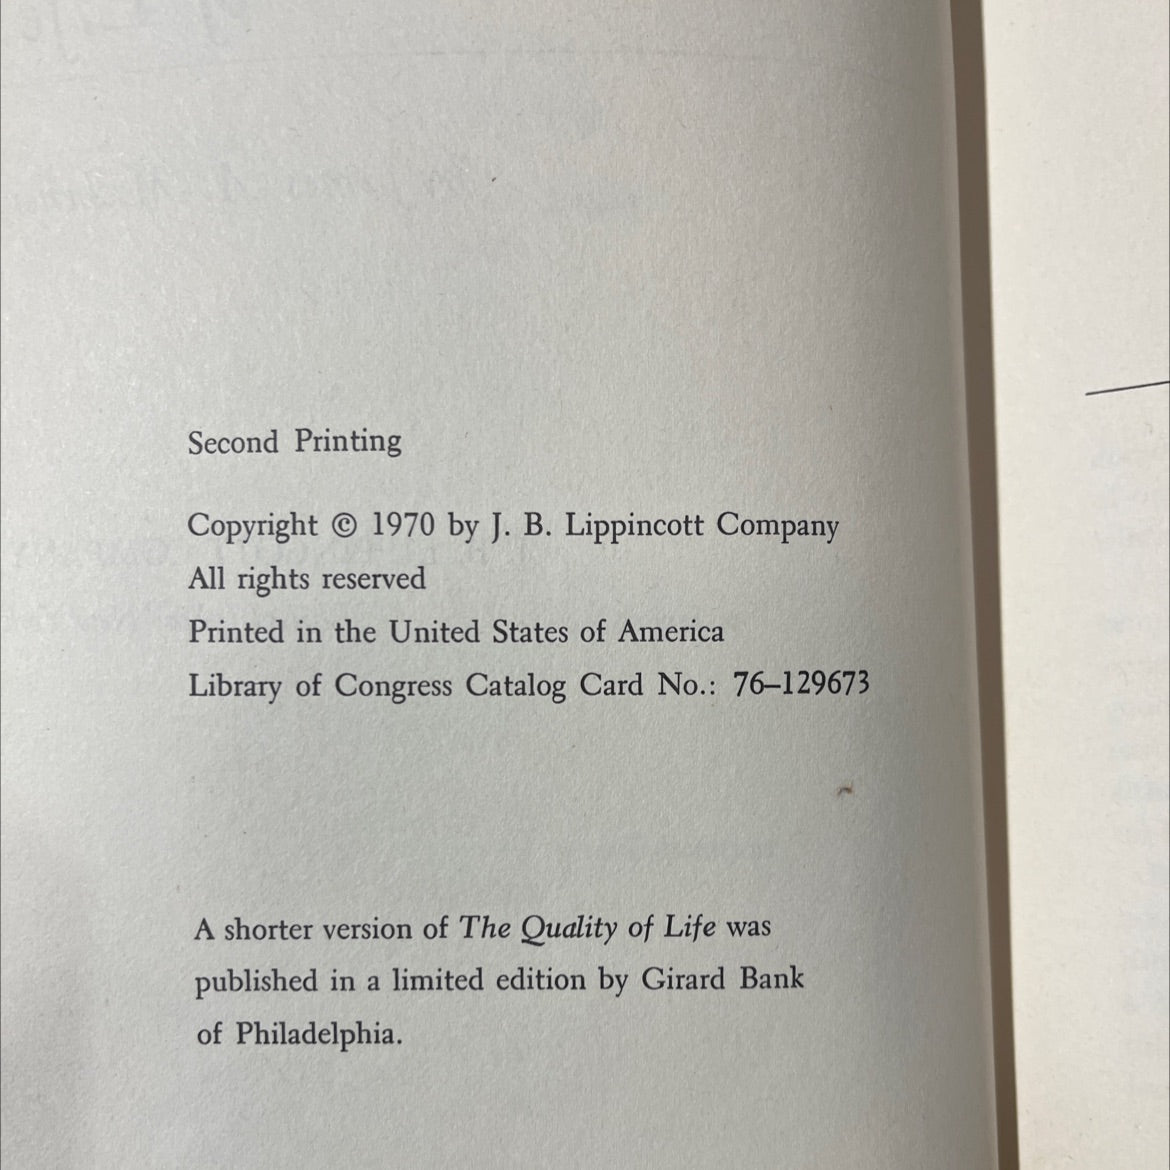 Second Printing
Copyright © 1970 by J. B. Lippincott Company
All rights reserved
Printed in the United States of America
Library of Congress Catalog Card No.: 76–129673
A shorter version of The Quality of Life was
published in a limited edition by Girard Bank
of Philadelphia.